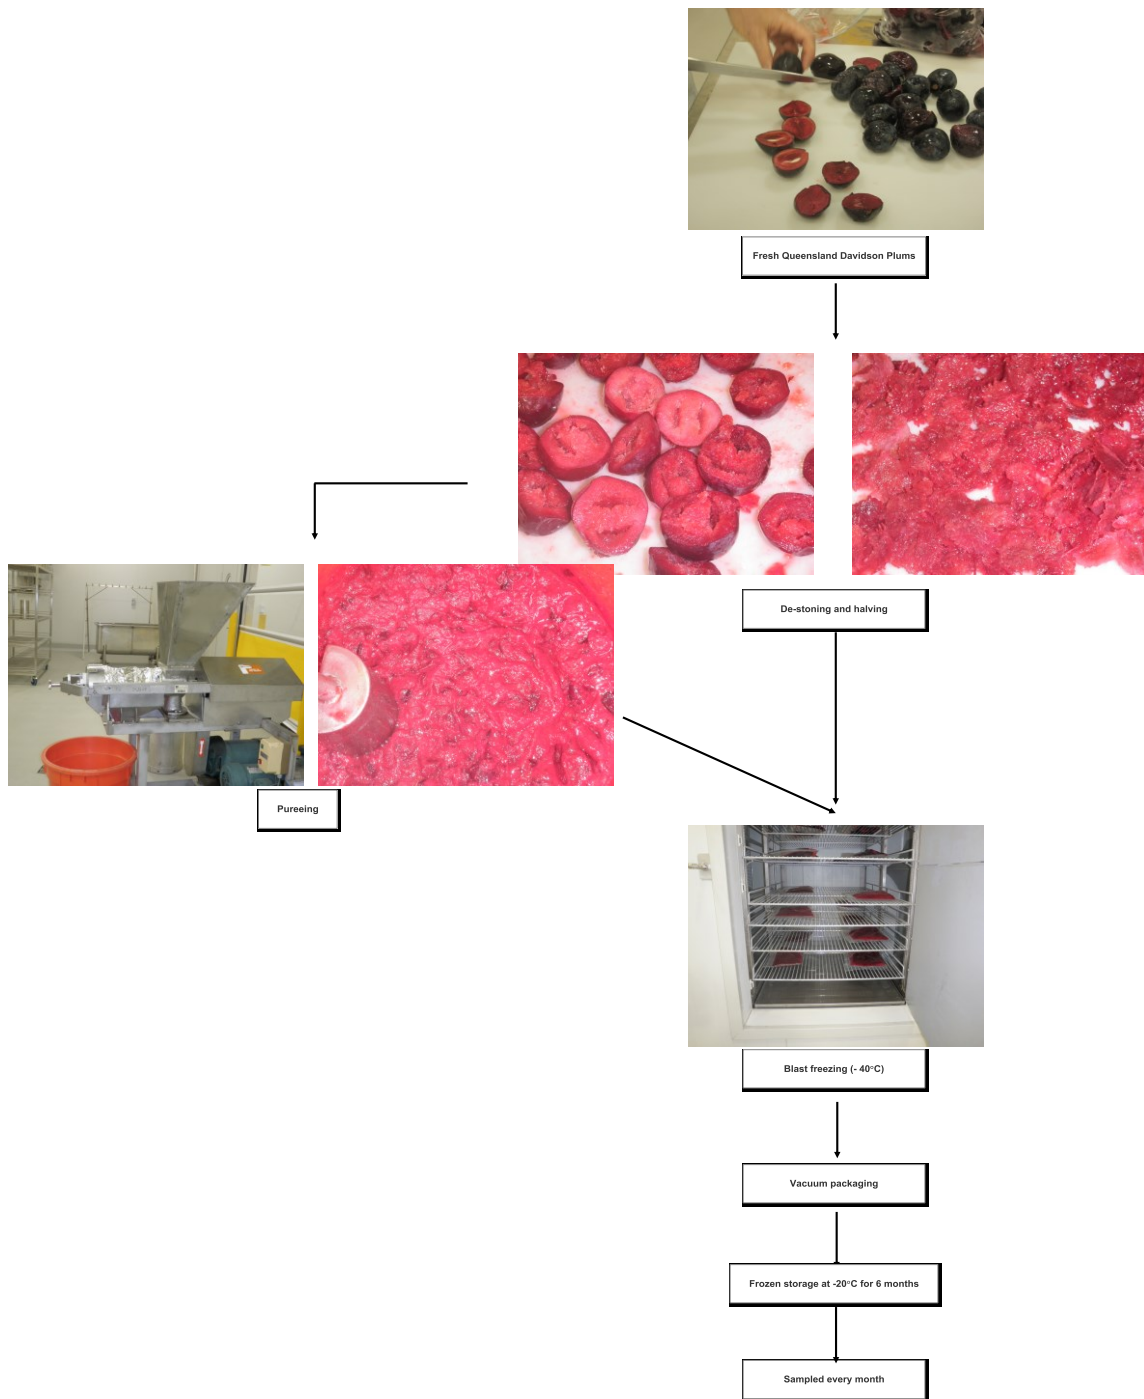 Fresh Queensland Davidson Plums
De-stoning and halving
Pureeing
Blast freezing (- 40°C)
Vacuum packaging
Frozen storage at -20°C for 6 months
Sampled every month